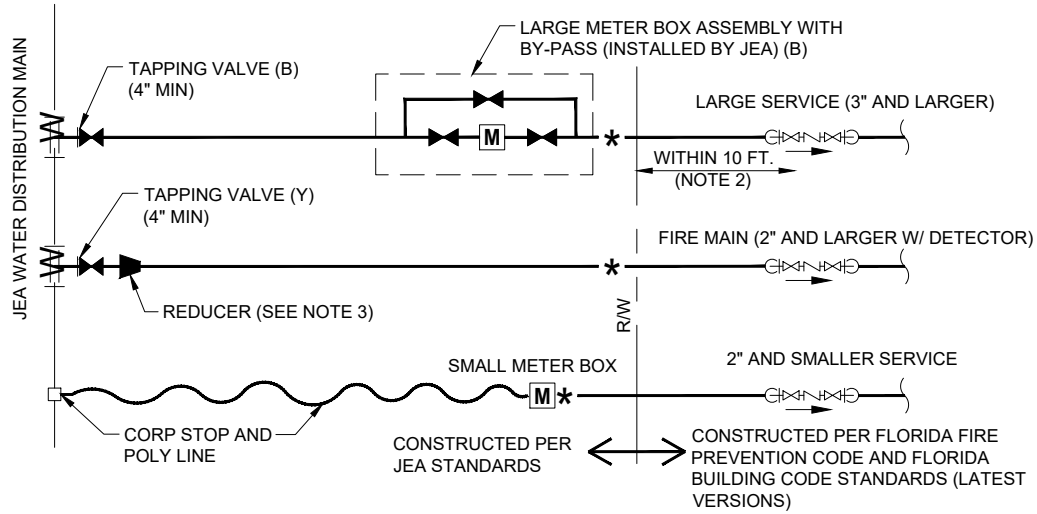 JEA WATER DISTRIBUTION MAIN
LARGE METER BOX ASSEMBLY WITH
BY-PASS (INSTALLED BY JEA) (B)
TAPPING VALVE (B)
(4" MIN)
LARGE SERVICE (3" AND LARGER)
W
M
*
WITHIN 10 FT.
(NOTE 2)
TAPPING VALVE (Y)
(4" MIN)
FIRE MAIN (2" AND LARGER W/ DETECTOR)
W
*
REDUCER (SEE NOTE 3)
R/W
SMALL METER BOX
2" AND SMALLER SERVICE
M
*
CORP STOP AND
POLY LINE
CONSTRUCTED PER
JEA STANDARDS
CONSTRUCTED PER FLORIDA FIRE
PREVENTION CODE AND FLORIDA
BUILDING CODE STANDARDS (LATEST
VERSIONS)